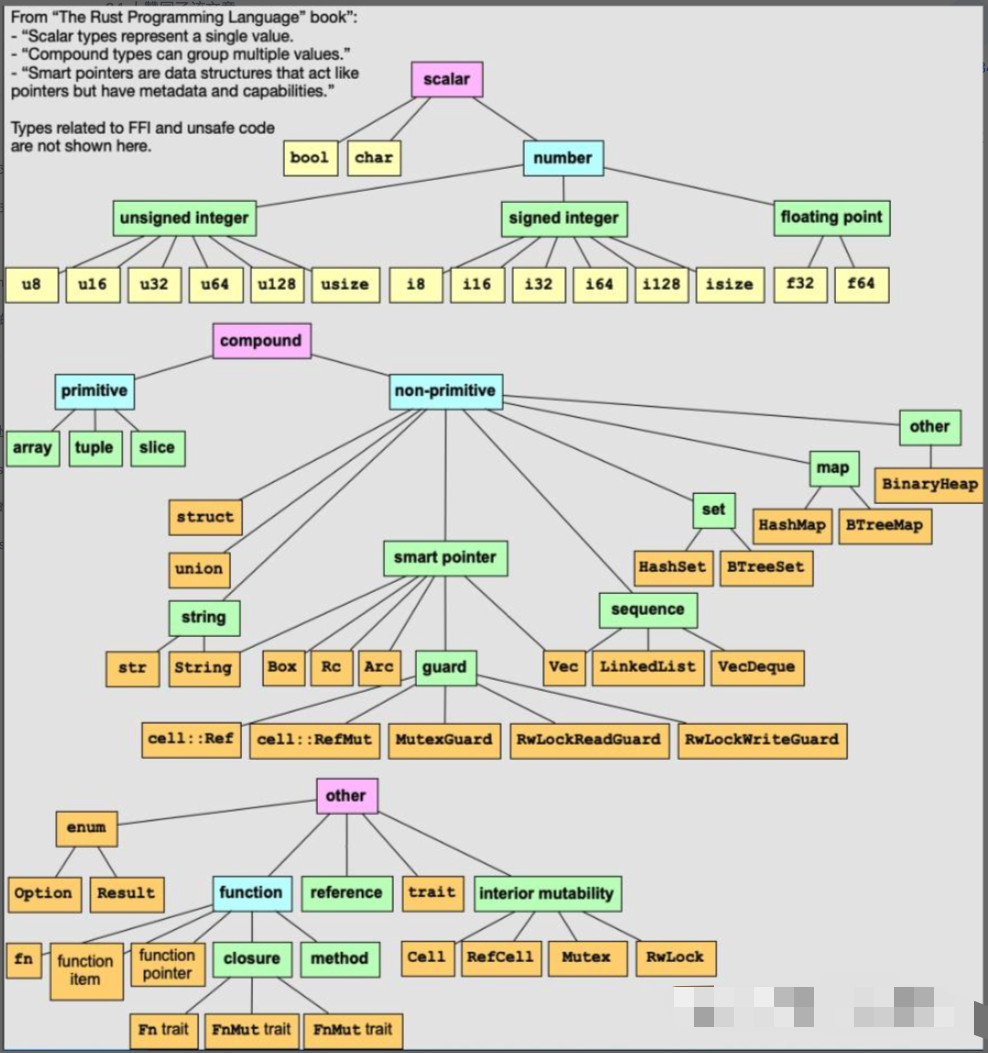 From “The Rust Programming Language” book”:
- “Scalar types represent a single value.
- “Compound types can group multiple values.”
- “Smart pointers are data structures that act like
pointers but have metadata and capabilities.”
Types related to FFI and unsafe code
are not shown here.
scalar
bool char number
unsigned integer signed integer floating point
u8 u16 u32 u64 u128 usize i8 i16 i32 i64 i128 isize f32 f64
compound
primitive non-primitive
array tuple slice other
map BinaryHeap
struct set HashMap BTreeMap
union smart pointer HashSet BTreeSet
string sequence
str String Box Rc Arc guard Vec LinkedList VecDeque
cell::Ref cell::RefMut MutexGuard RwLockReadGuard RwLockWriteGuard
other
enum
Option Result function reference trait interior mutability
fn function
item function
pointer closure method Cell RefCell Mutex RwLock
Fn trait FnMut trait FnMut trait